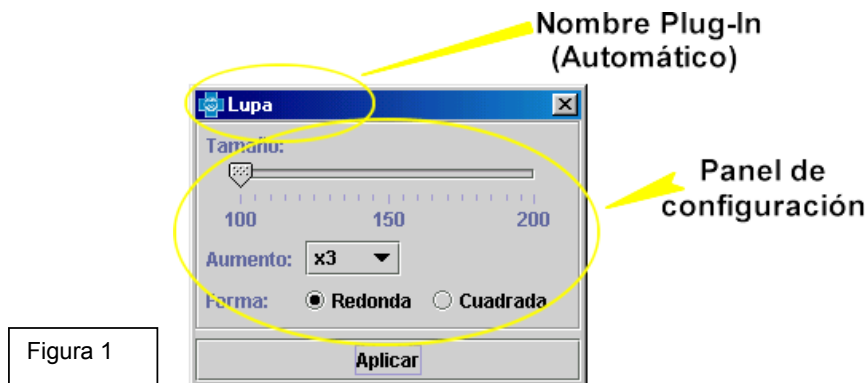 Nombre Plug-In
(Automático)
Lupa
Tamaño:
100 150 200
Panel de
configuración
Aumento: x3
Forma: Redonda Cuadrada
Figura 1
Aplicar